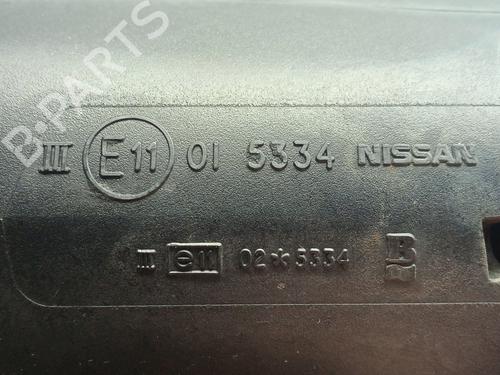 B-PARTS
III E11 01 5334 NISSAN
III e11 02*5334 B